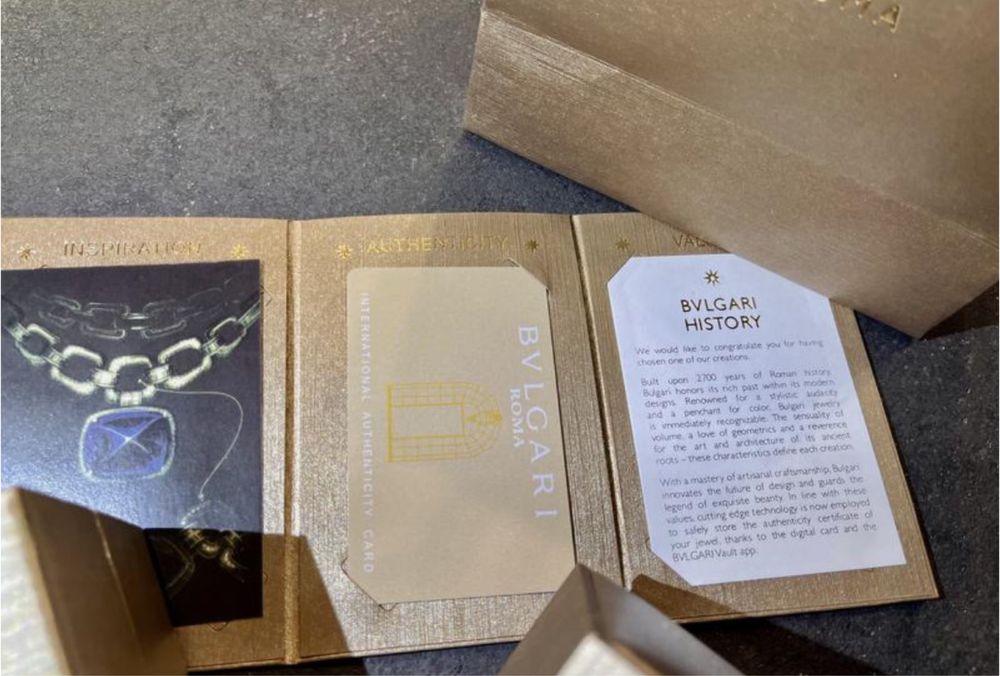 INSPIRATION
AUTHENTICITY
BVLGARI
ROMA
INTERNATIONAL AUTHENTICITY CARD
BVLGARI
HISTORY
We would like to congratulate you for having
chosen one of our creations.
Built upon 2700 years of Roman history,
Bulgari honors its rich past within its modern
designs. Renowned for a stylistic audacity
and a penchant for color, Bulgari jewelry
is immediately recognizable. The sensuality of
volume, a love of geometrics and a reverence
for the art and architecture of its ancient
roots – these characteristics define each creation.
With a mastery of artisanal craftsmanship, Bulgari
innovates the future of design and guards the
legend of exquisite beauty. In line with these
values, cutting edge technology is now employed
to safely store the authenticity certificate of
your jewel, thanks to the digital card and the
BVLGARI Vault app.